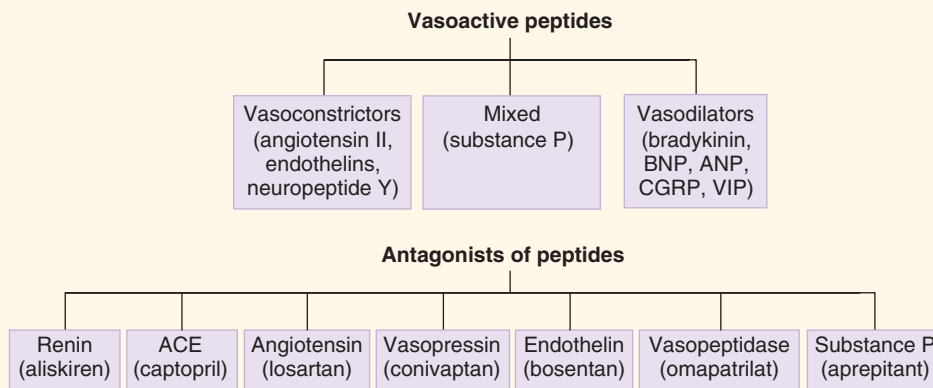 Vasoactive peptides
Vasoconstrictors
(angiotensin II,
endothelins,
neuropeptide Y)
Mixed
(substance P)
Vasodilators
(bradykinin,
BNP, ANP,
CGRP, VIP)
Antagonists of peptides
Renin
(aliskiren)
ACE
(captopril)
Angiotensin
(losartan)
Vasopressin
(conivaptan)
Endothelin
(bosentan)
Vasopeptidase
(omapatrilat)
Substance P
(aprepitant)